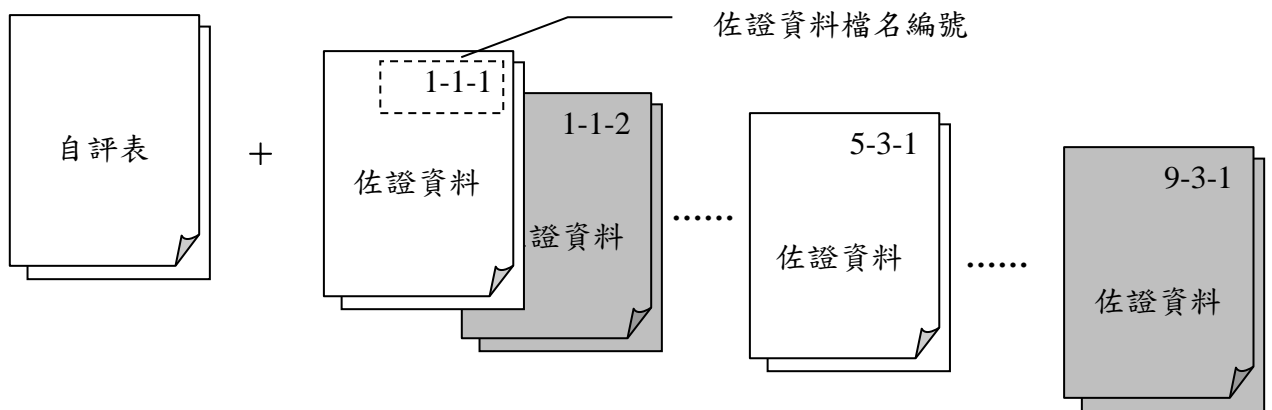 佐證資料檔名編號
1-1-1
1-1-2
5-3-1
9-3-1
自評表
+
佐證資料
證資料
......
佐證資料
......
佐證資料